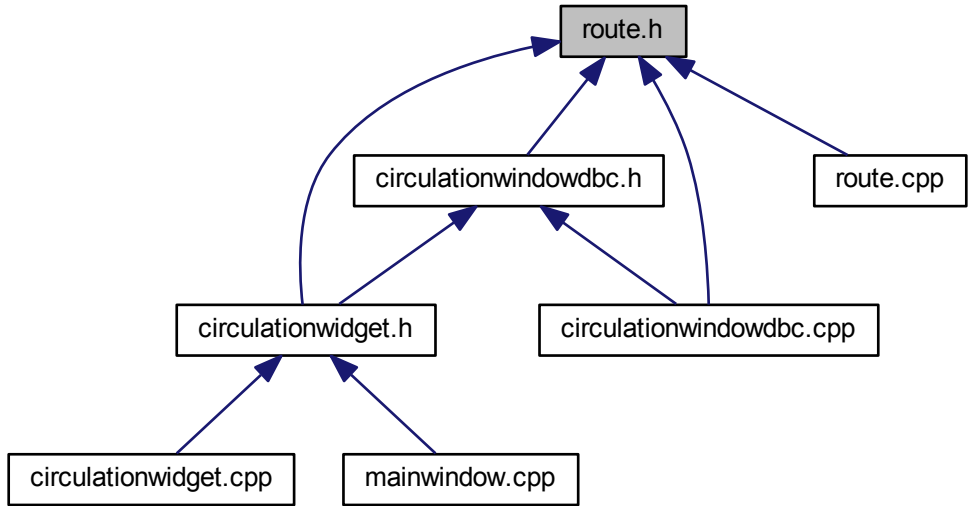 route.h
circulationwindowdbc.h
route.cpp
circulationwidget.h
circulationwindowdbc.cpp
circulationwidget.cpp
mainwindow.cpp